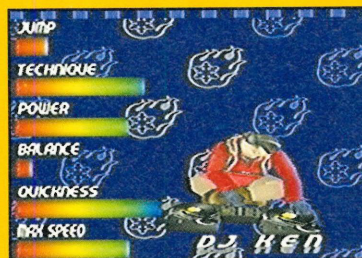 JUMP
TECHNIQUE
POWER
BALANCE
QUICKNESS
MAX SPEED
DJ KEN